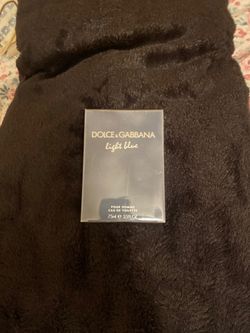 DOLCE & GABBANA
light blue
POUR HOMME
EAU DE TOILETTE